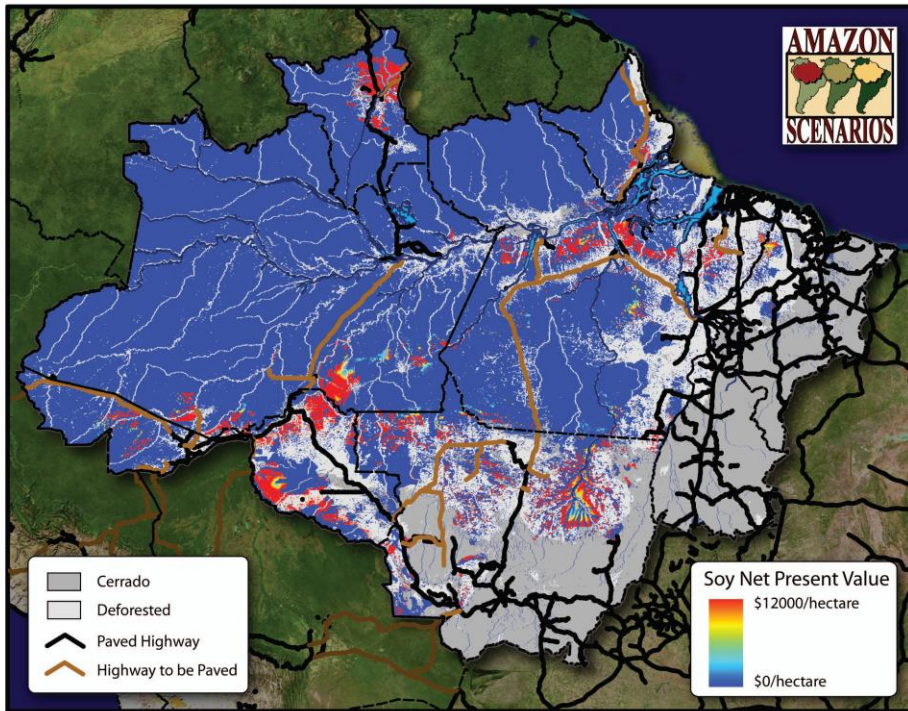 AMAZON
SCENARIOS
Cerrado
Deforested
Paved Highway
Highway to be Paved
Soy Net Present Value
$12000/hectare
$0/hectare